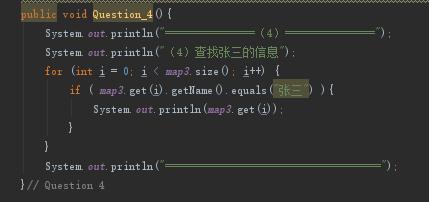 public void Question_4(){
System.out.println("═════════════ (4) ═════════════");
System.out.println(" (4) 查找张三的信息");
for (int i = 0; i < map3.size(); i++) {
if ( map3.get(i).getName().equals("张三") ){
System.out.println(map3.get(i));
}
}
System.out.println("═══════════════════════════════");
}// Question 4